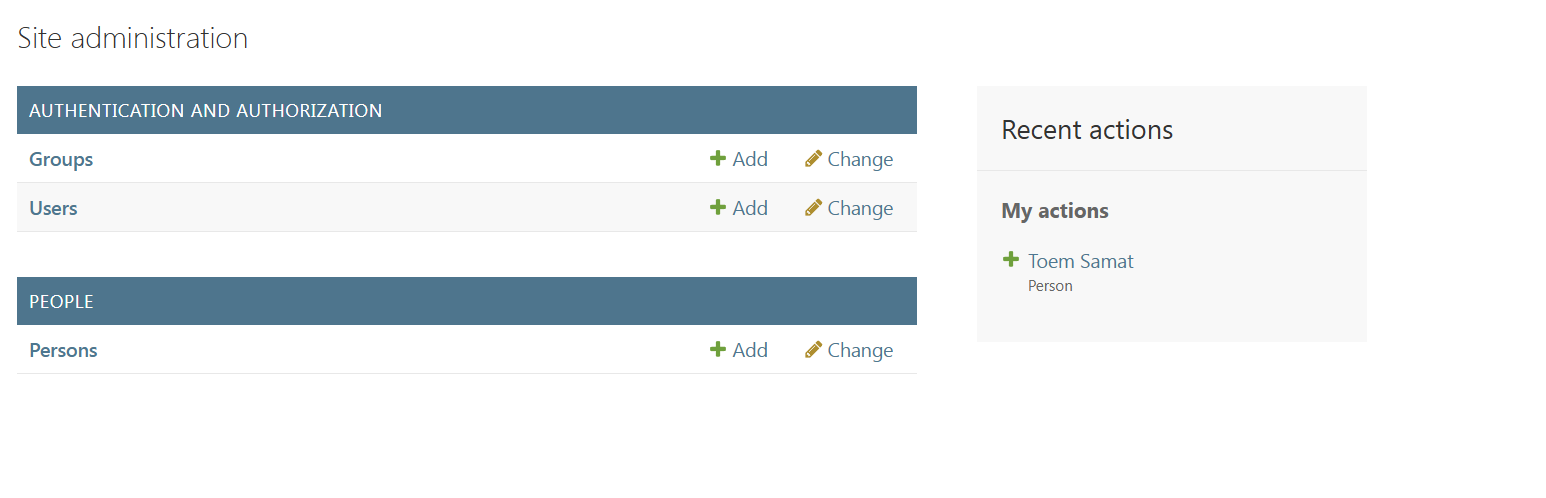 Site administration
AUTHENTICATION AND AUTHORIZATION
Groups Add Change
Users Add Change
PEOPLE
Persons Add Change
Recent actions
My actions
Toem Samat
Person